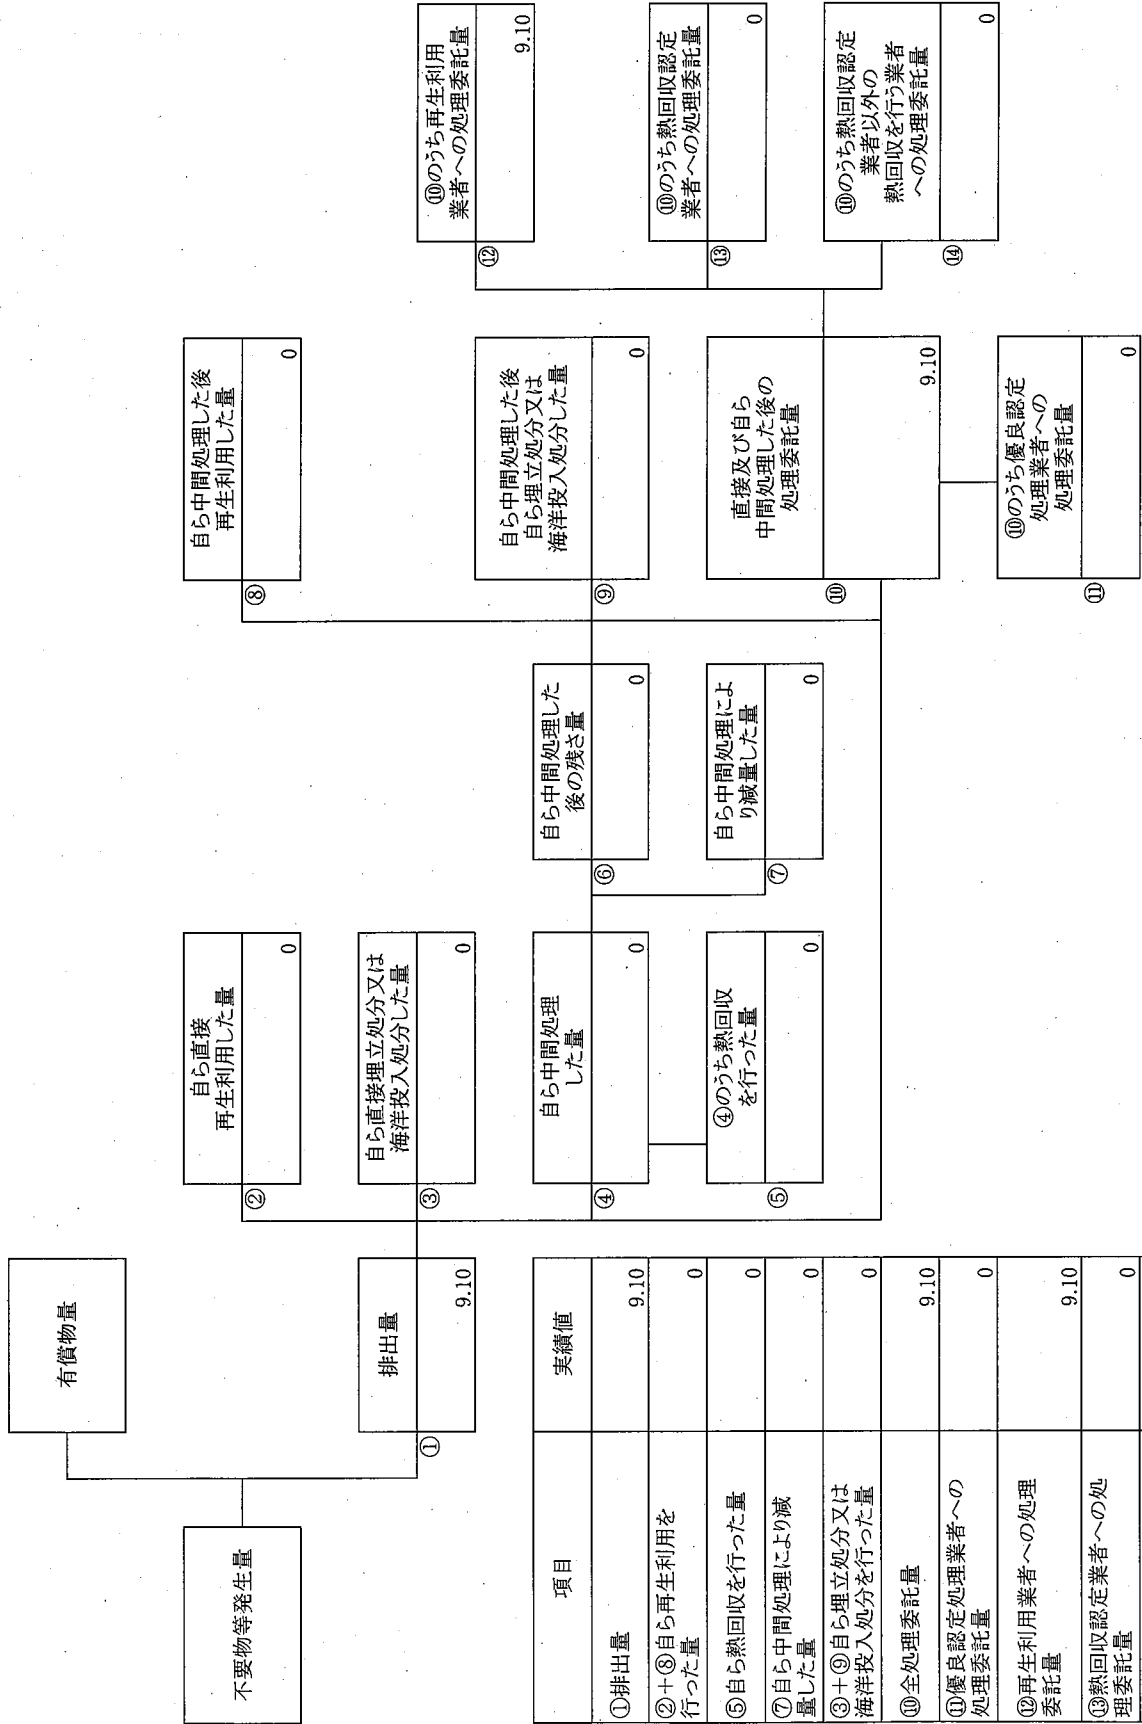 有償物量
不要物等発生量
排出量
①
9.10
自ら直接
再生利用した量
②
0
自ら直接埋立処分又は
海洋投入処分した量
③
0
自ら中間処理
した量
④
0
④のうち熱回収
を行った量
⑤
0
自ら中間処理した
後の残さ量
⑥
0
自ら中間処理によ
り減量した量
⑦
0
自ら中間処理した後
再生利用した量
⑧
0
自ら中間処理した後
自ら埋立処分又は
海洋投入処分した量
⑨
0
直接及び自ら
中間処理した後の
処理委託量
⑩
9.10
⑩のうち優良認定
処理業者への
処理委託量
⑪
0
⑩のうち再生利用
業者への処理委託量
⑫
9.10
⑩のうち熱回収認定
業者への処理委託量
⑬
0
⑩のうち熱回収認定
業者以外の
熱回収を行う業者
への処理委託量
⑭
0
項目 実績値
①排出量 9.10
②+⑧自ら再生利用を
行った量 0
⑤自ら熱回収を行った量 0
⑦自ら中間処理により減
量した量 0
③+⑨自ら埋立処分又は
海洋投入処分を行った量 0
⑩全処理委託量 9.10
⑪優良認定処理業者への
処理委託量 0
⑫再生利用業者への処理
委託量 9.10
⑬熱回収認定業者への処
理委託量 0